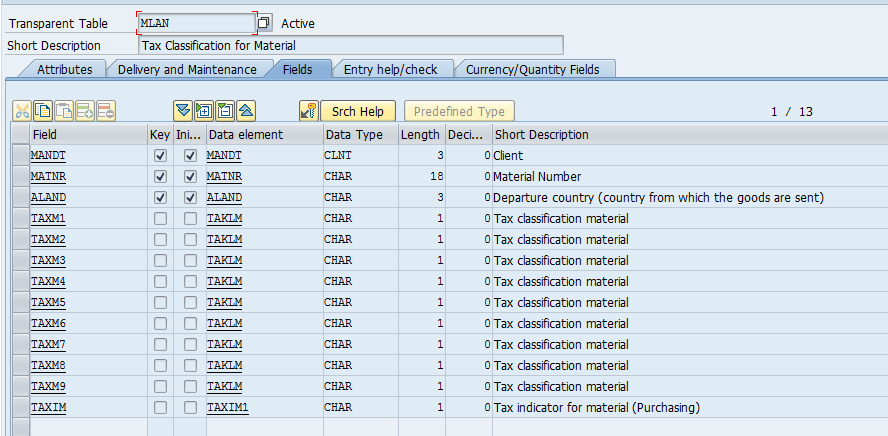 Transparent Table MLAN Active
Short Description Tax Classification for Material
Attributes Delivery and Maintenance Fields Entry help/check Currency/Quantity Fields
Srch Help Predefined Type 1 / 13
Field Key Ini... Data element Data Type Length Deci... Short Description
MANDT MANDT CLNT 3 0 Client
MATNR MATNR CHAR 18 0 Material Number
ALAND ALAND CHAR 3 0 Departure country (country from which the goods are sent)
TAXM1 TAKLM CHAR 1 0 Tax classification material
TAXM2 TAKLM CHAR 1 0 Tax classification material
TAXM3 TAKLM CHAR 1 0 Tax classification material
TAXM4 TAKLM CHAR 1 0 Tax classification material
TAXM5 TAKLM CHAR 1 0 Tax classification material
TAXM6 TAKLM CHAR 1 0 Tax classification material
TAXM7 TAKLM CHAR 1 0 Tax classification material
TAXM8 TAKLM CHAR 1 0 Tax classification material
TAXM9 TAKLM CHAR 1 0 Tax classification material
TAXIM TAXIM1 CHAR 1 0 Tax indicator for material (Purchasing)